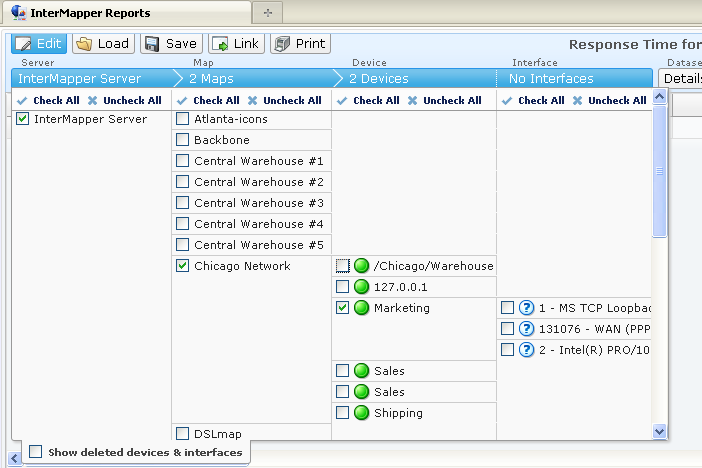 InterMapper Reports
Edit Load Save Link Print Response Time for
Server Map Device Interface Datase
InterMapper Server 2 Maps 2 Devices No Interfaces Details
Check All Uncheck All Check All Uncheck All Check All Uncheck All Check All Uncheck All
InterMapper Server Atlanta-icons
Backbone
Central Warehouse #1
Central Warehouse #2
Central Warehouse #3
Central Warehouse #4
Central Warehouse #5
Chicago Network /Chicago/Warehouse
127.0.0.1
Marketing 1 - MS TCP Loopbac
131076 - WAN (PPP
2 - Intel(R) PRO/10
Sales
Sales
Shipping
DSLmap
Show deleted devices & interfaces